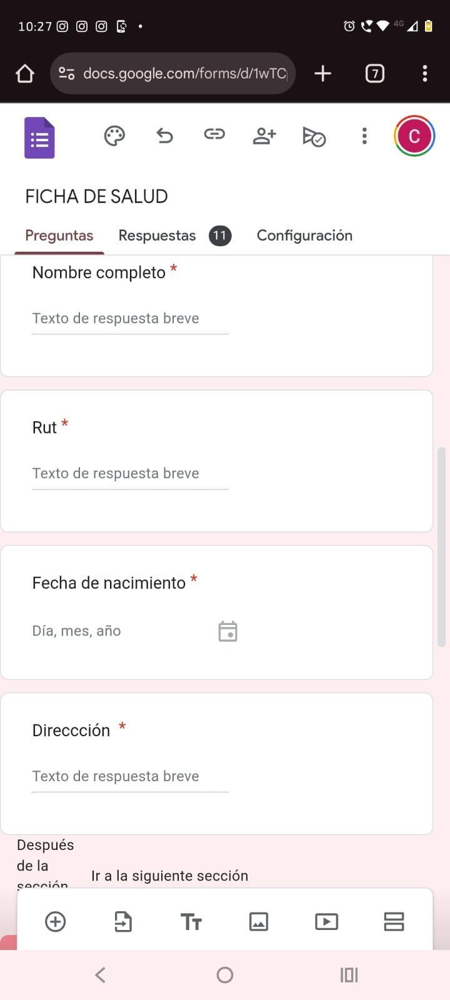 10:27
4G
docs.google.com/forms/d/1wTC
7
C
FICHA DE SALUD
Preguntas Respuestas 11 Configuración
Nombre completo *
Texto de respuesta breve
Rut *
Texto de respuesta breve
Fecha de nacimiento *
Día, mes, año
Direccción *
Texto de respuesta breve
Después
de la
sección
Ir a la siguiente sección
Tт